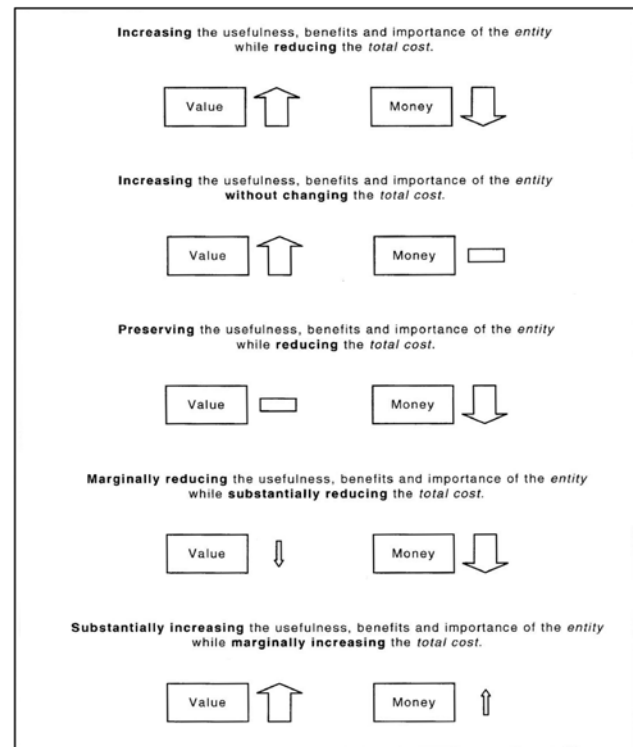 Increasing the usefulness, benefits and importance of the entity
while reducing the total cost.
Value Money
Increasing the usefulness, benefits and importance of the entity
without changing the total cost.
Value Money
Preserving the usefulness, benefits and importance of the entity
while reducing the total cost.
Value Money
Marginally reducing the usefulness, benefits and importance of the entity
while substantially reducing the total cost.
Value Money
Substantially increasing the usefulness, benefits and importance of the entity
while marginally increasing the total cost.
Value Money